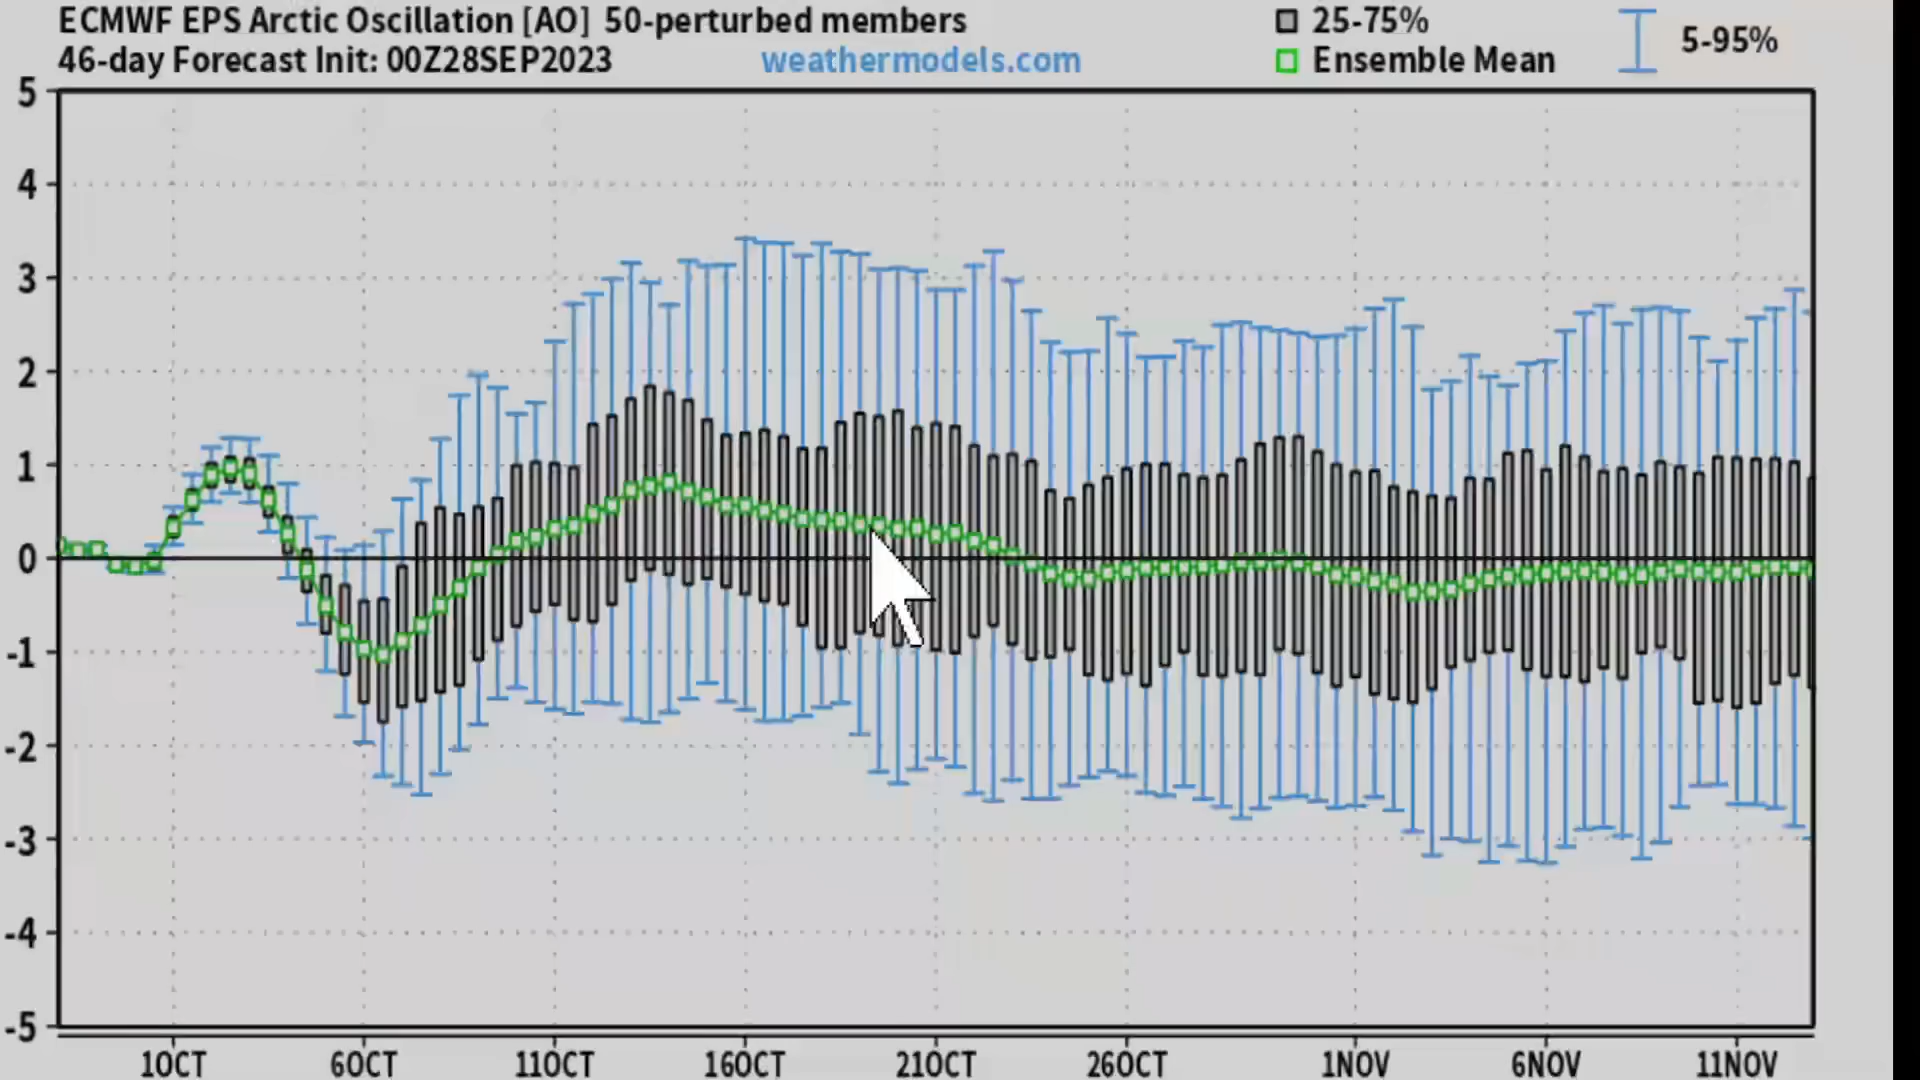 ECMWF EPS Arctic Oscillation [AO] 50-perturbed members
46-day Forecast Init: 00Z28SEP2023
weathermodels.com
25-75%
Ensemble Mean
5-95%
5
4
3
2
1
0
-1
-2
-3
-4
-5
1OCT 6OCT 11OCT 16OCT 21OCT 26OCT 1NOV 6NOV 11NOV